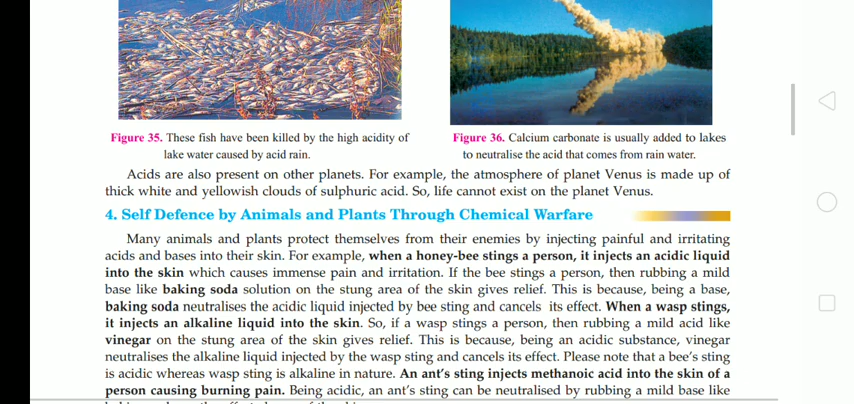 Figure 35. These fish have been killed by the high acidity of
lake water caused by acid rain.
Figure 36. Calcium carbonate is usually added to lakes
to neutralise the acid that comes from rain water.
Acids are also present on other planets. For example, the atmosphere of planet Venus is made up of
thick white and yellowish clouds of sulphuric acid. So, life cannot exist on the planet Venus.
4. Self Defence by Animals and Plants Through Chemical Warfare
Many animals and plants protect themselves from their enemies by injecting painful and irritating
acids and bases into their skin. For example, when a honey-bee stings a person, it injects an acidic liquid
into the skin which causes immense pain and irritation. If the bee stings a person, then rubbing a mild
base like baking soda solution on the stung area of the skin gives relief. This is because, being a base,
baking soda neutralises the acidic liquid injected by bee sting and cancels its effect. When a wasp stings,
it injects an alkaline liquid into the skin. So, if a wasp stings a person, then rubbing a mild acid like
vinegar on the stung area of the skin gives relief. This is because, being an acidic substance, vinegar
neutralises the alkaline liquid injected by the wasp sting and cancels its effect. Please note that a bee's sting
is acidic whereas wasp sting is alkaline in nature. An ant's sting injects methanoic acid into the skin of a
person causing burning pain. Being acidic, an ant's sting can be neutralised by rubbing a mild base like